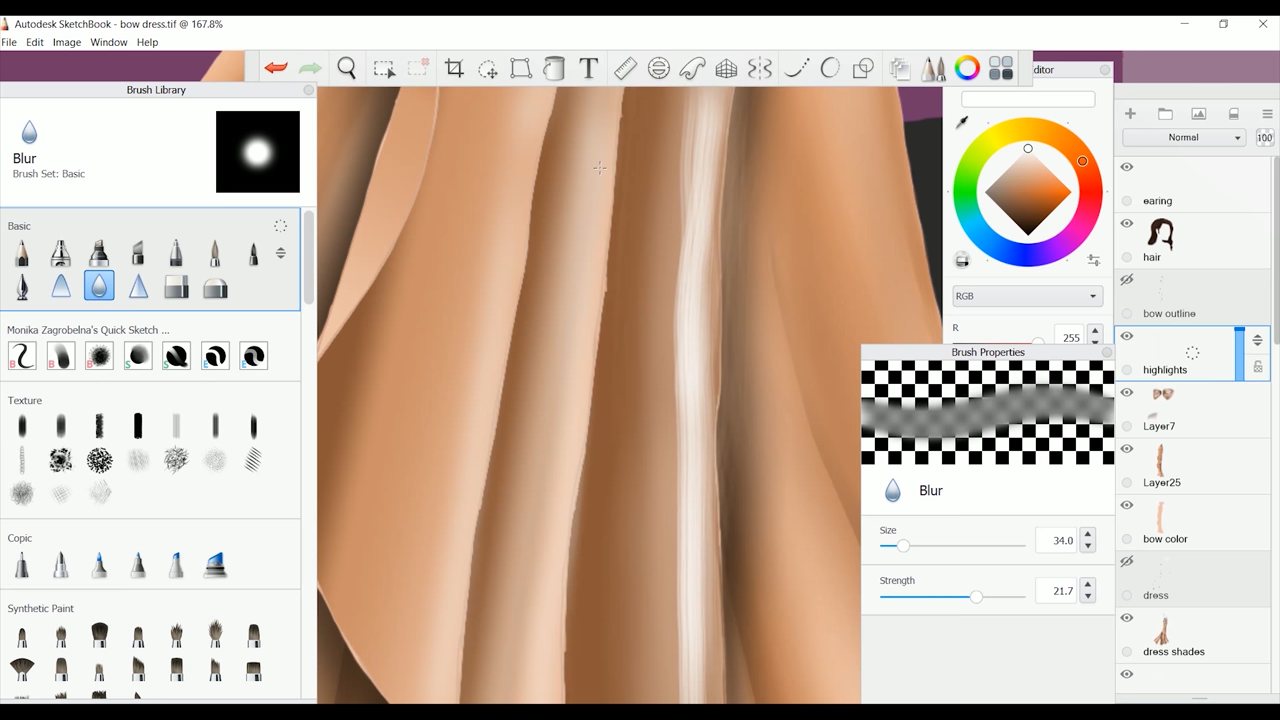 Autodesk SketchBook - bow dress.tif @ 167.8%
File Edit Image Window Help
Brush Library
Blur
Brush Set: Basic
Basic
Monika Zagrobelna's Quick Sketch ...
B B B S S E E
Texture
Copic
Synthetic Paint
ditor
RGB
R 255
Brush Properties
Blur
Size
34.0
Strength
21.7
Normal 100
earing
hair
bow outline
highlights
Layer7
Layer25
bow color
dress
dress shades